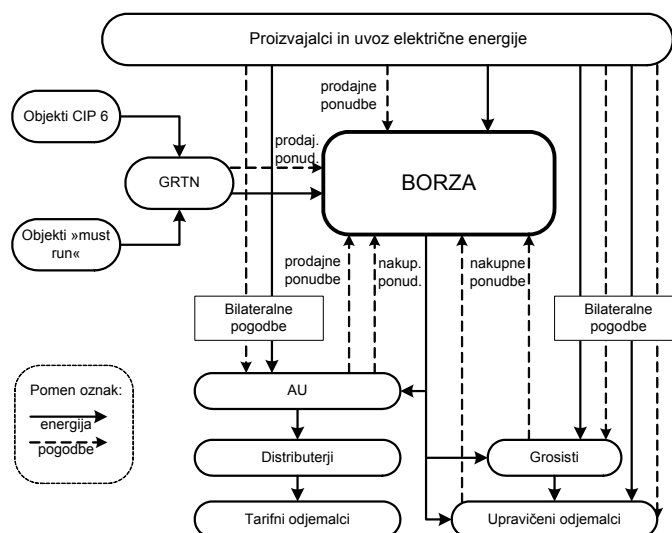 Proizvajalci in uvoz električne energije
prodajne
ponudbe
Objekti CIP 6
prodaj.
ponud.
GRTN
BORZA
Objekti »must
run«
prodajne
ponudbe
nakup.
ponud.
nakupne
ponudbe
Bilateralne
pogodbe
Bilateralne
pogodbe
Pomen oznak:
energija
pogodbe
AU
Distributerji
Grosisti
Tarifni odjemalci
Upravičeni odjemalci